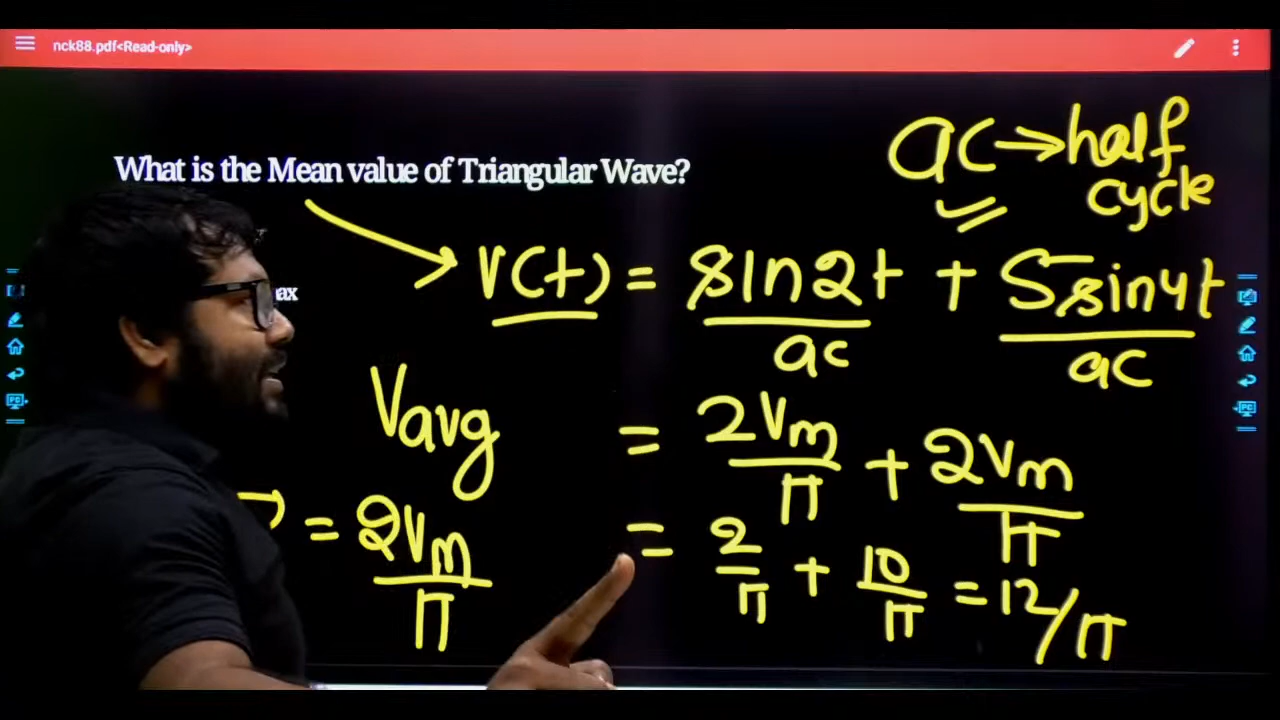 nck88.pdf<Read-only>
ac → half
cycle
What is the Mean value of Triangular Wave?
V(t) = sin2t + 5sin4t
ac ac
Vavg = 2Vm/π + 2Vm/π
= 2Vm/π = 2/π + 10/π = 12/π